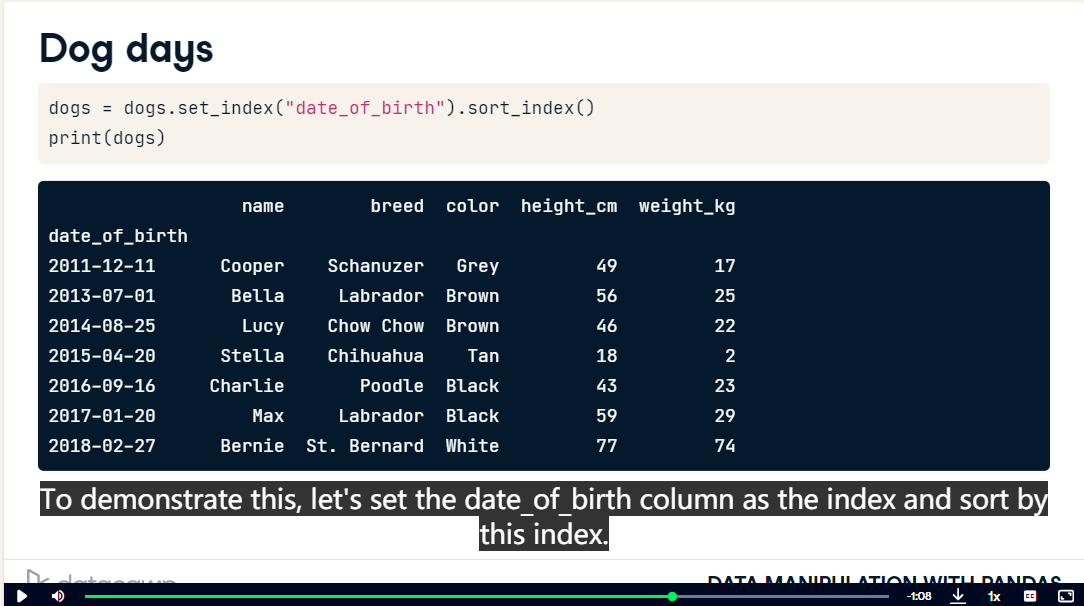 Dog days
dogs = dogs.set_index("date_of_birth").sort_index()
print(dogs)
name breed color height_cm weight_kg
date_of_birth
2011-12-11 Cooper Schanuzer Grey 49 17
2013-07-01 Bella Labrador Brown 56 25
2014-08-25 Lucy Chow Chow Brown 46 22
2015-04-20 Stella Chihuahua Tan 18 2
2016-09-16 Charlie Poodle Black 43 23
2017-01-20 Max Labrador Black 59 29
2018-02-27 Bernie St. Bernard White 77 74
To demonstrate this, let's set the date_of_birth column as the index and sort by
this index.
datacamp DATA MANIPULATION WITH PANDAS
-1:08 1x CC